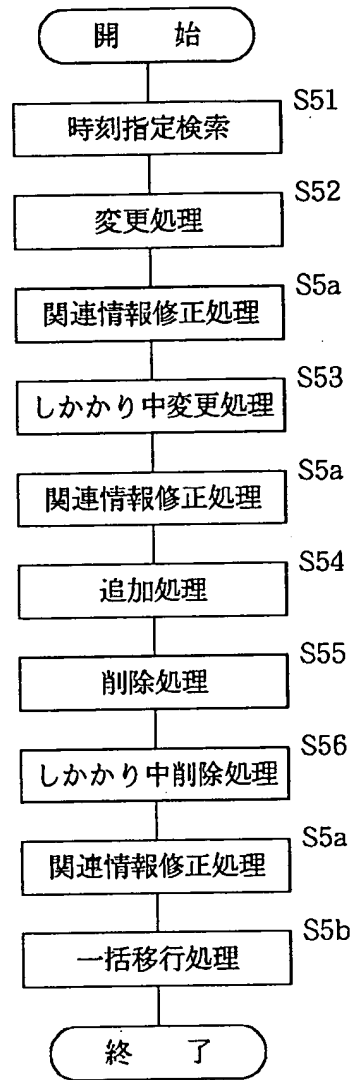 開 始
S51
時刻指定検索
S52
変更処理
S5a
関連情報修正処理
S53
しかかり中変更処理
S5a
関連情報修正処理
S54
追加処理
S55
削除処理
S56
しかかり中削除処理
S5a
関連情報修正処理
S5b
一括移行処理
終 了